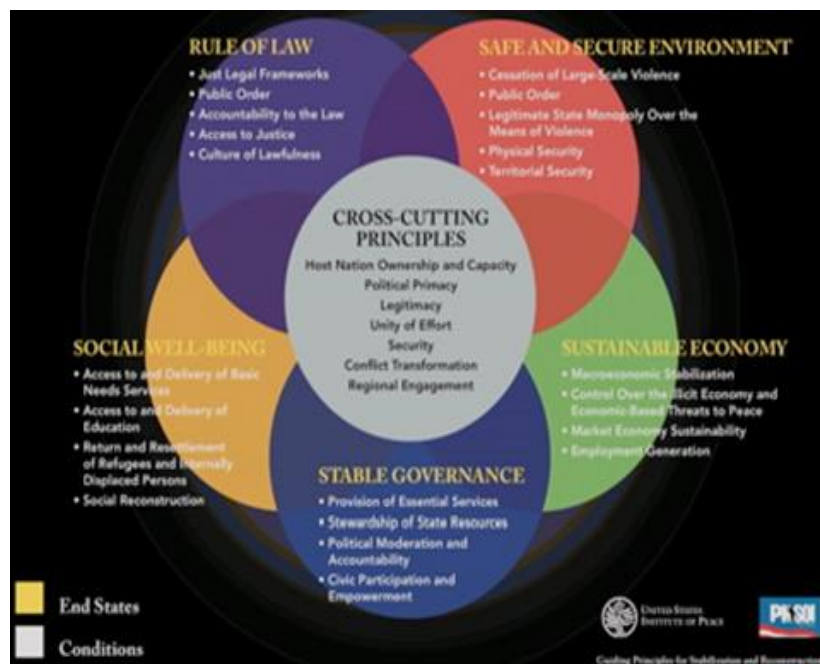 RULE OF LAW
• Just Legal Frameworks
• Public Order
• Accountability to the Law
• Access to Justice
• Culture of Lawfulness
SAFE AND SECURE ENVIRONMENT
• Cessation of Large-Scale Violence
• Public Order
• Legitimate State Monopoly Over the
Means of Violence
• Physical Security
• Territorial Security
CROSS-CUTTING
PRINCIPLES
Host Nation Ownership and Capacity
Political Primacy
Legitimacy
Unity of Effort
Security
Conflict Transformation
Regional Engagement
SOCIAL WELL-BEING
• Access to and Delivery of Basic
Needs Services
• Access to and Delivery of
Education
• Return and Resettlement
of Refugees and Internally
Displaced Persons
• Social Reconstruction
SUSTAINABLE ECONOMY
• Macroeconomic Stabilization
• Control Over the Illicit Economy and
Economic-Based Threats to Peace
• Market Economy Sustainability
• Employment Generation
STABLE GOVERNANCE
• Provision of Essential Services
• Stewardship of State Resources
• Political Moderation and
Accountability
• Civic Participation and
Empowerment
End States
Conditions
UNITED STATES
INSTITUTE OF PEACE
PKSOI
Guiding Principles for Stabilization and Reconstruction